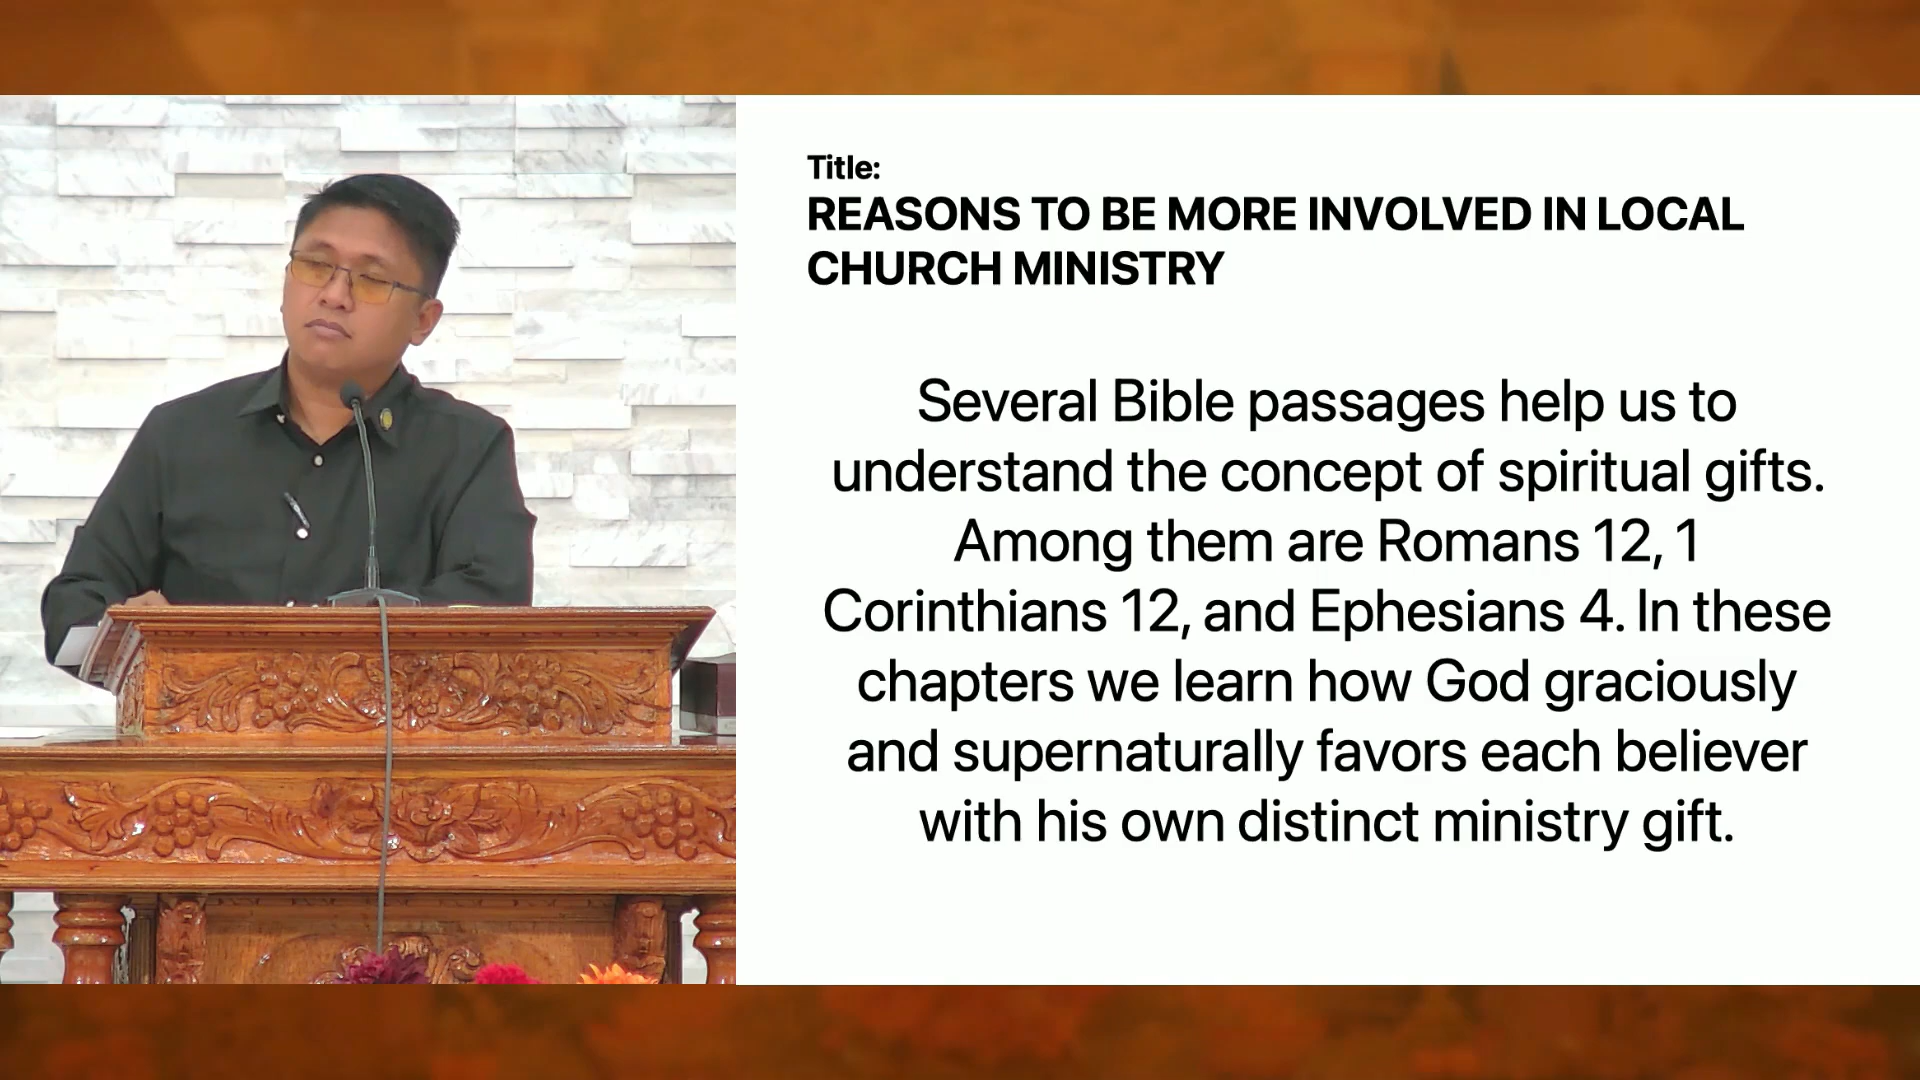 Title:
REASONS TO BE MORE INVOLVED IN LOCAL
CHURCH MINISTRY
Several Bible passages help us to
understand the concept of spiritual gifts.
Among them are Romans 12, 1
Corinthians 12, and Ephesians 4. In these
chapters we learn how God graciously
and supernaturally favors each believer
with his own distinct ministry gift.